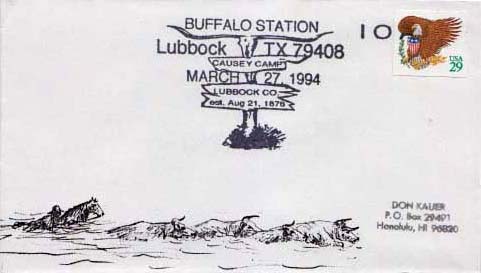 BUFFALO STATION
Lubbock TX 79408
CAUSEY CAMP
MARCH 27, 1994
LUBBOCK CO.
est. Aug 21, 1876
USA
29
DON KAUER
P.O. Box 29491
Honolulu, HI 96820